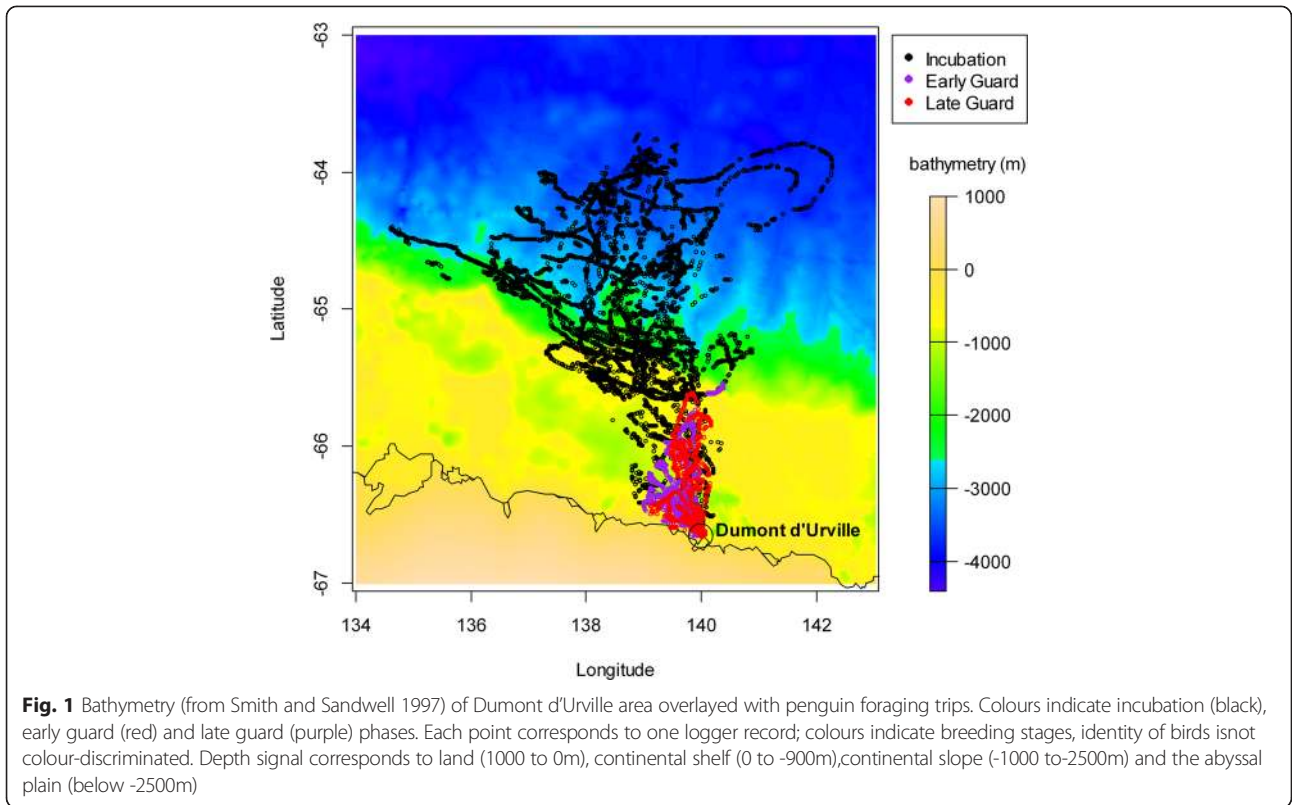 -63
-64
-65
-66
-67
Latitude
134
136
138
140
142
Longitude
Dumont d'Urville
Incubation
Early Guard
Late Guard
bathymetry (m)
1000
0
-1000
-2000
-3000
-4000
Fig. 1 Bathymetry (from Smith and Sandwell 1997) of Dumont d'Urville area overlayed with penguin foraging trips. Colours indicate incubation (black),
early guard (red) and late guard (purple) phases. Each point corresponds to one logger record; colours indicate breeding stages, identity of birds isnot
colour-discriminated. Depth signal corresponds to land (1000 to 0m), continental shelf (0 to -900m),continental slope (-1000 to-2500m) and the abyssal
plain (below -2500m)